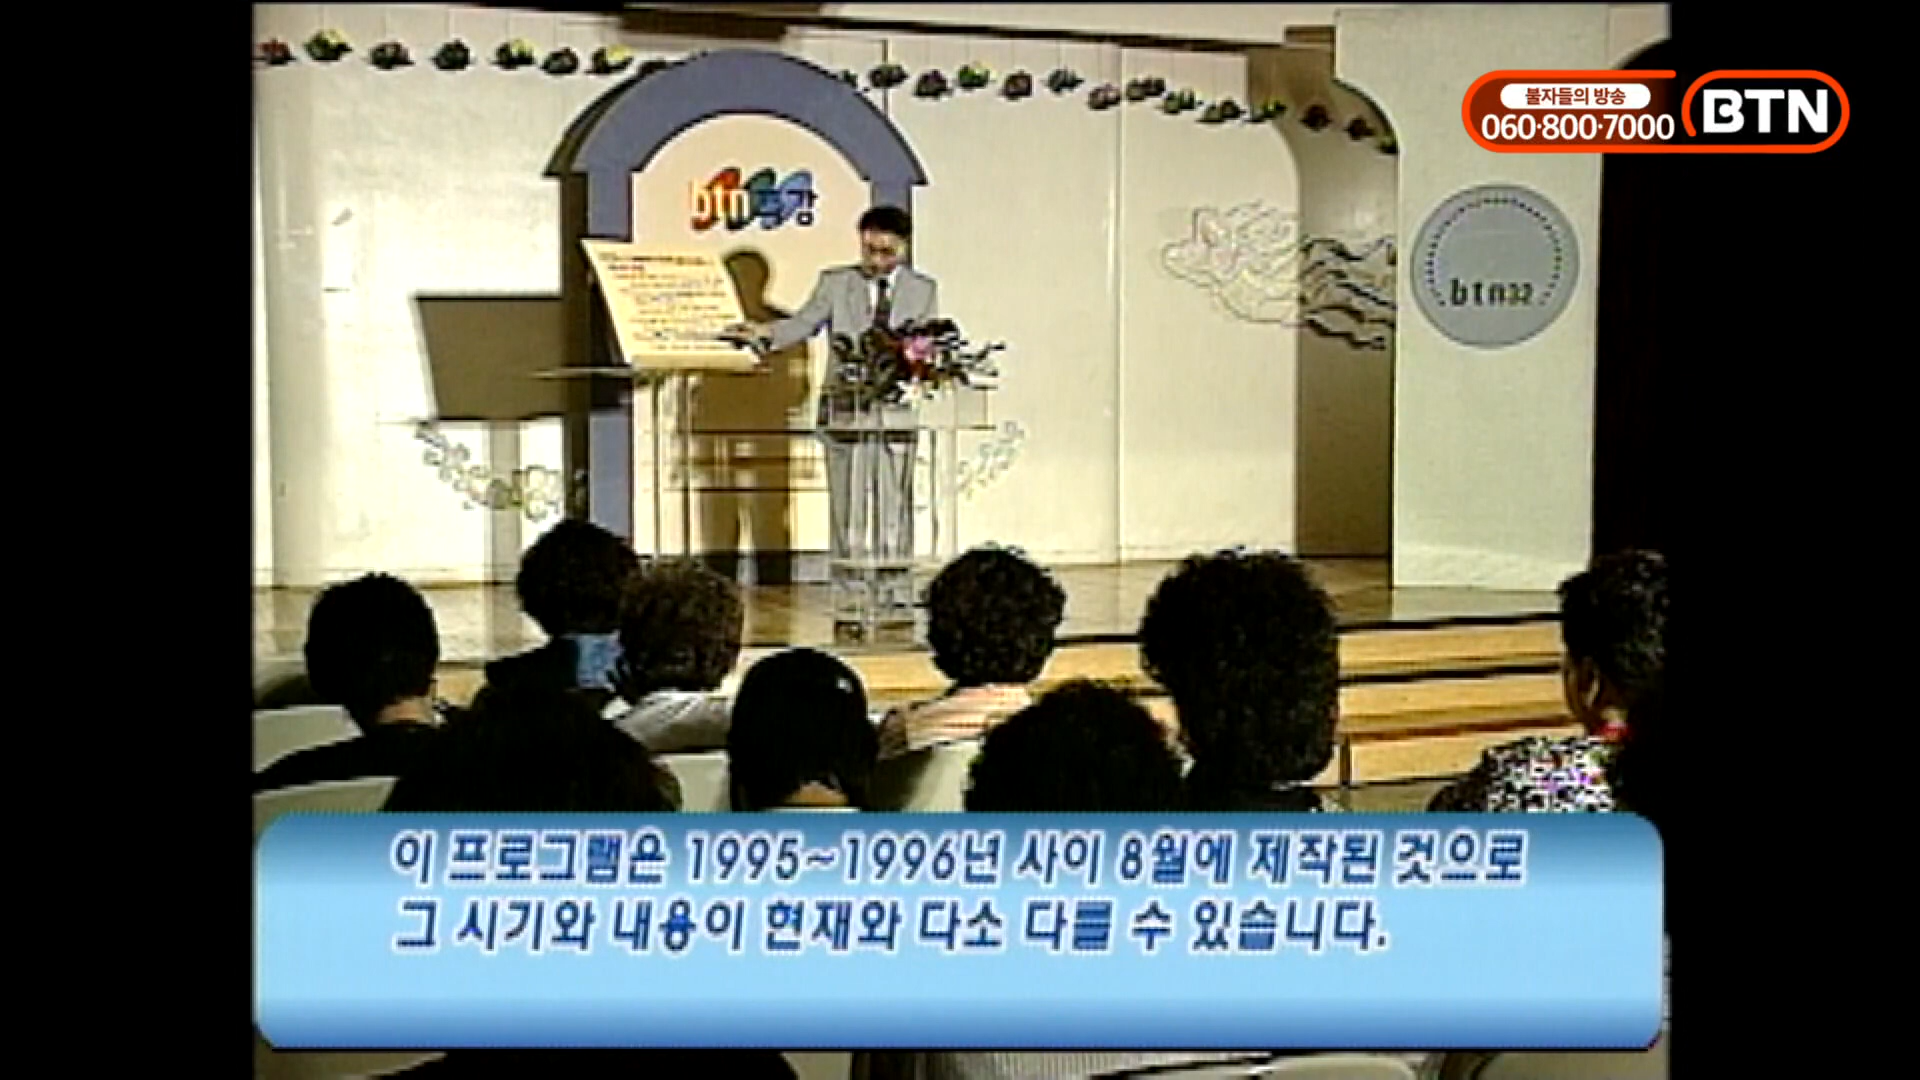 불자들의 방송
060·800·7000
BTN
btn특강
btn32
이 프로그램은 1995~1996년 사이 8월에 제작된 것으로
그 시기와 내용이 현재와 다소 다를 수 있습니다.